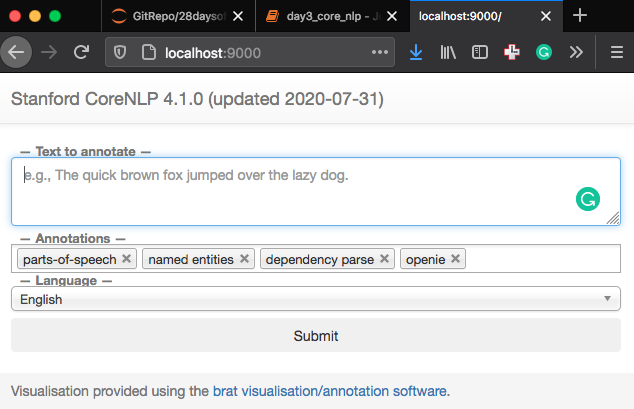 GitRepo/28dayso
day3_core_nlp - Ju
localhost:9000/
localhost:9000
Stanford CoreNLP 4.1.0 (updated 2020-07-31)
— Text to annotate —
e.g., The quick brown fox jumped over the lazy dog.
— Annotations —
parts-of-speech × named entities × dependency parse × openie ×
— Language —
English
Submit
Visualisation provided using the brat visualisation/annotation software.